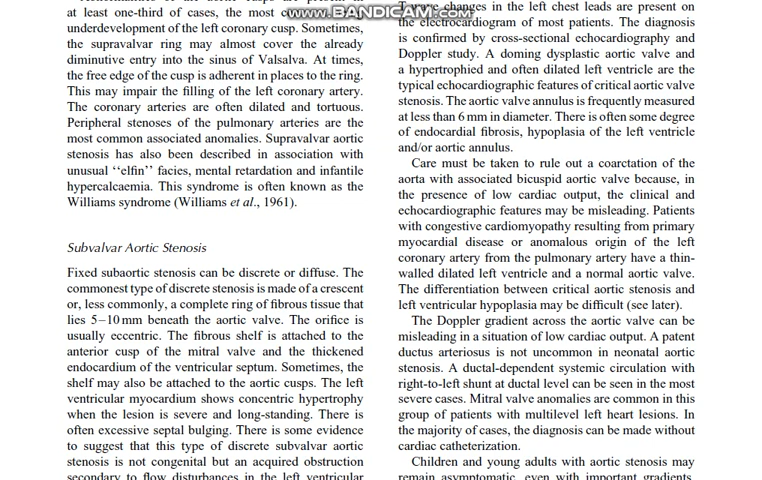 at least one-third of cases, the most
underdevelopment of the left coronary cusp. Sometimes,
the supravalvar ring may almost cover the already
diminutive entry into the sinus of Valsalva. At times,
the free edge of the cusp is adherent in places to the ring.
This may impair the filling of the left coronary artery.
The coronary arteries are often dilated and tortuous.
Peripheral stenoses of the pulmonary arteries are the
most common associated anomalies. Supravalvar aortic
stenosis has also been described in association with
unusual ‘‘elfin’’ facies, mental retardation and infantile
hypercalcaemia. This syndrome is often known as the
Williams syndrome (Williams et al., 1961).
Subvalvar Aortic Stenosis
Fixed subaortic stenosis can be discrete or diffuse. The
commonest type of discrete stenosis is made of a crescent
or, less commonly, a complete ring of fibrous tissue that
lies 5–10 mm beneath the aortic valve. The orifice is
usually eccentric. The fibrous shelf is attached to the
anterior cusp of the mitral valve and the thickened
endocardium of the ventricular septum. Sometimes, the
shelf may also be attached to the aortic cusps. The left
ventricular myocardium shows concentric hypertrophy
when the lesion is severe and long-standing. There is
often excessive septal bulging. There is some evidence
to suggest that this type of discrete subvalvar aortic
stenosis is not congenital but an acquired obstruction
secondary to flow disturbances in the left ventricular
www.BANDICAM.com
changes in the left chest leads are present on
the electrocardiogram of most patients. The diagnosis
is confirmed by cross-sectional echocardiography and
Doppler study. A doming dysplastic aortic valve and
a hypertrophied and often dilated left ventricle are the
typical echocardiographic features of critical aortic valve
stenosis. The aortic valve annulus is frequently measured
at less than 6 mm in diameter. There is often some degree
of endocardial fibrosis, hypoplasia of the left ventricle
and/or aortic annulus.
Care must be taken to rule out a coarctation of the
aorta with associated bicuspid aortic valve because, in
the presence of low cardiac output, the clinical and
echocardiographic features may be misleading. Patients
with congestive cardiomyopathy resulting from primary
myocardial disease or anomalous origin of the left
coronary artery from the pulmonary artery have a thin-
walled dilated left ventricle and a normal aortic valve.
The differentiation between critical aortic stenosis and
left ventricular hypoplasia may be difficult (see later).
The Doppler gradient across the aortic valve can be
misleading in a situation of low cardiac output. A patent
ductus arteriosus is not uncommon in neonatal aortic
stenosis. A ductal-dependent systemic circulation with
right-to-left shunt at ductal level can be seen in the most
severe cases. Mitral valve anomalies are common in this
group of patients with multilevel left heart lesions. In
the majority of cases, the diagnosis can be made without
cardiac catheterization.
Children and young adults with aortic stenosis may
remain asymptomatic, even with important gradients.